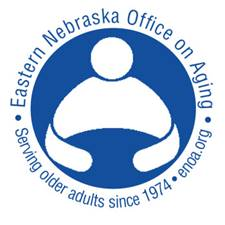 • Eastern Nebraska Office on Aging •
Serving older adults since 1974 • enoa.org